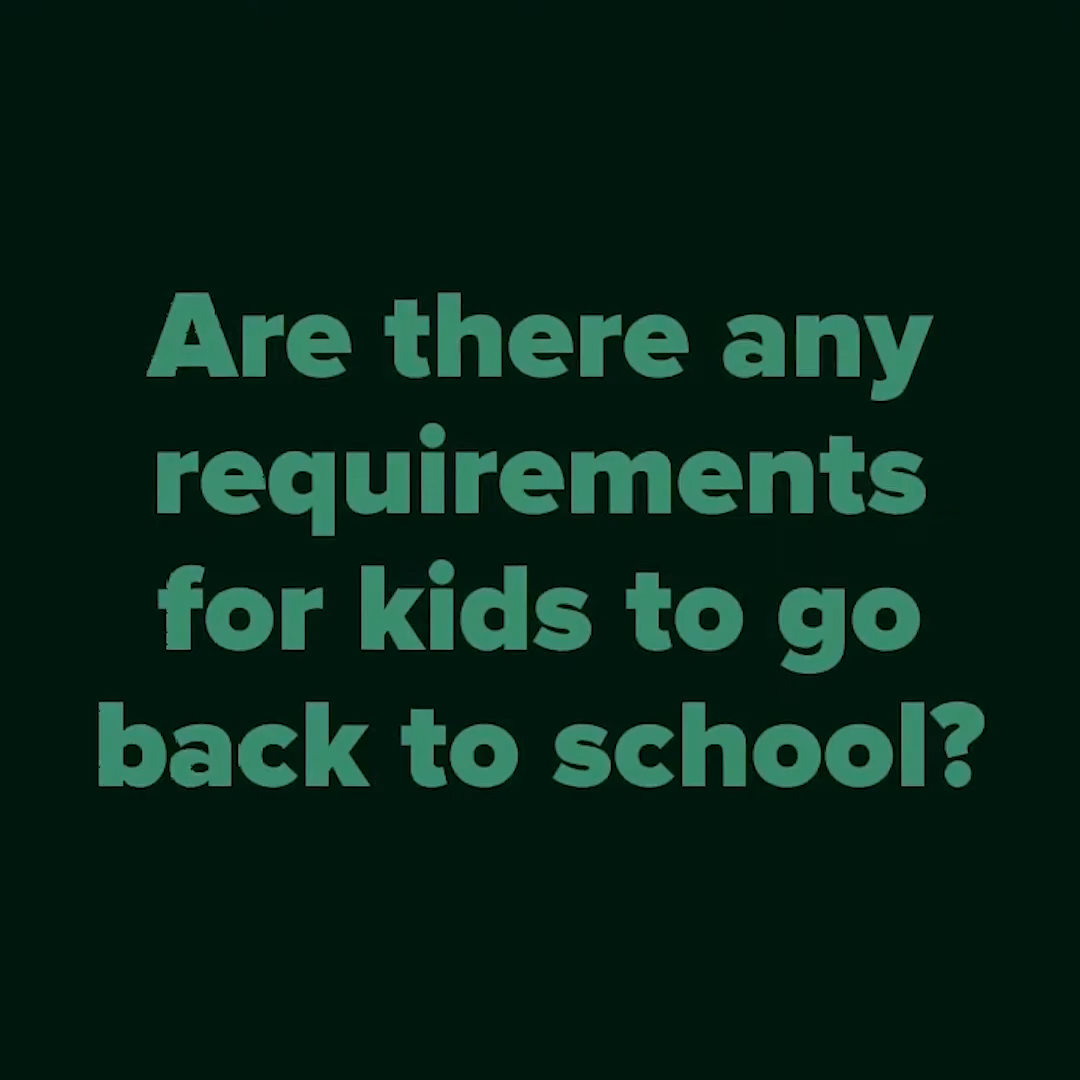 Are there any
requirements
for kids to go
back to school?